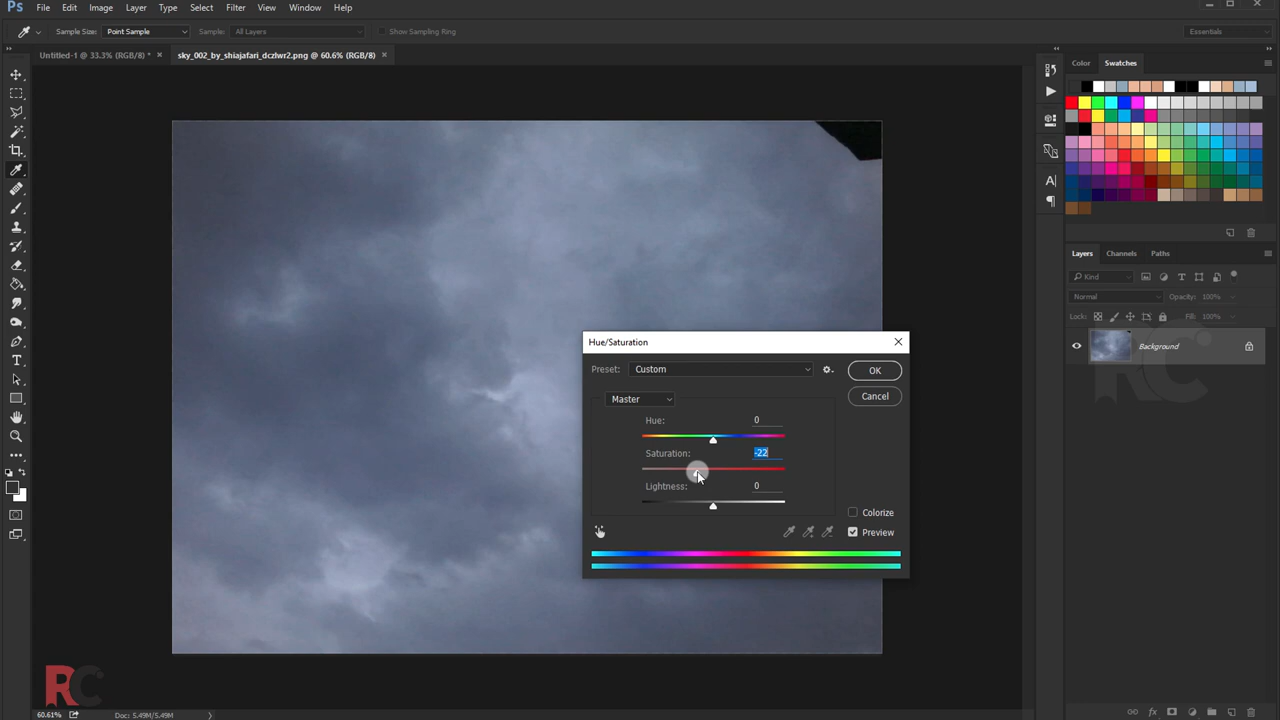 Ps File Edit Image Layer Type Select Filter View Window Help
Sample Size: Point Sample Sample: All Layers Show Sampling Ring Essentials
Untitled-1 @ 33.3% (RGB/8) * × sky_002_by_shiajafari_dczlwr2.png @ 60.6% (RGB/8) ×
Color Swatches
Hue/Saturation
Preset: Custom
OK
Cancel
Master
Hue: 0
Saturation: -22
Lightness: 0
Colorize
Preview
Layers Channels Paths
Kind
Normal Opacity: 100%
Lock: Fill: 100%
Background
RC
RC
60.61% Doc: 5.49M/5.49M